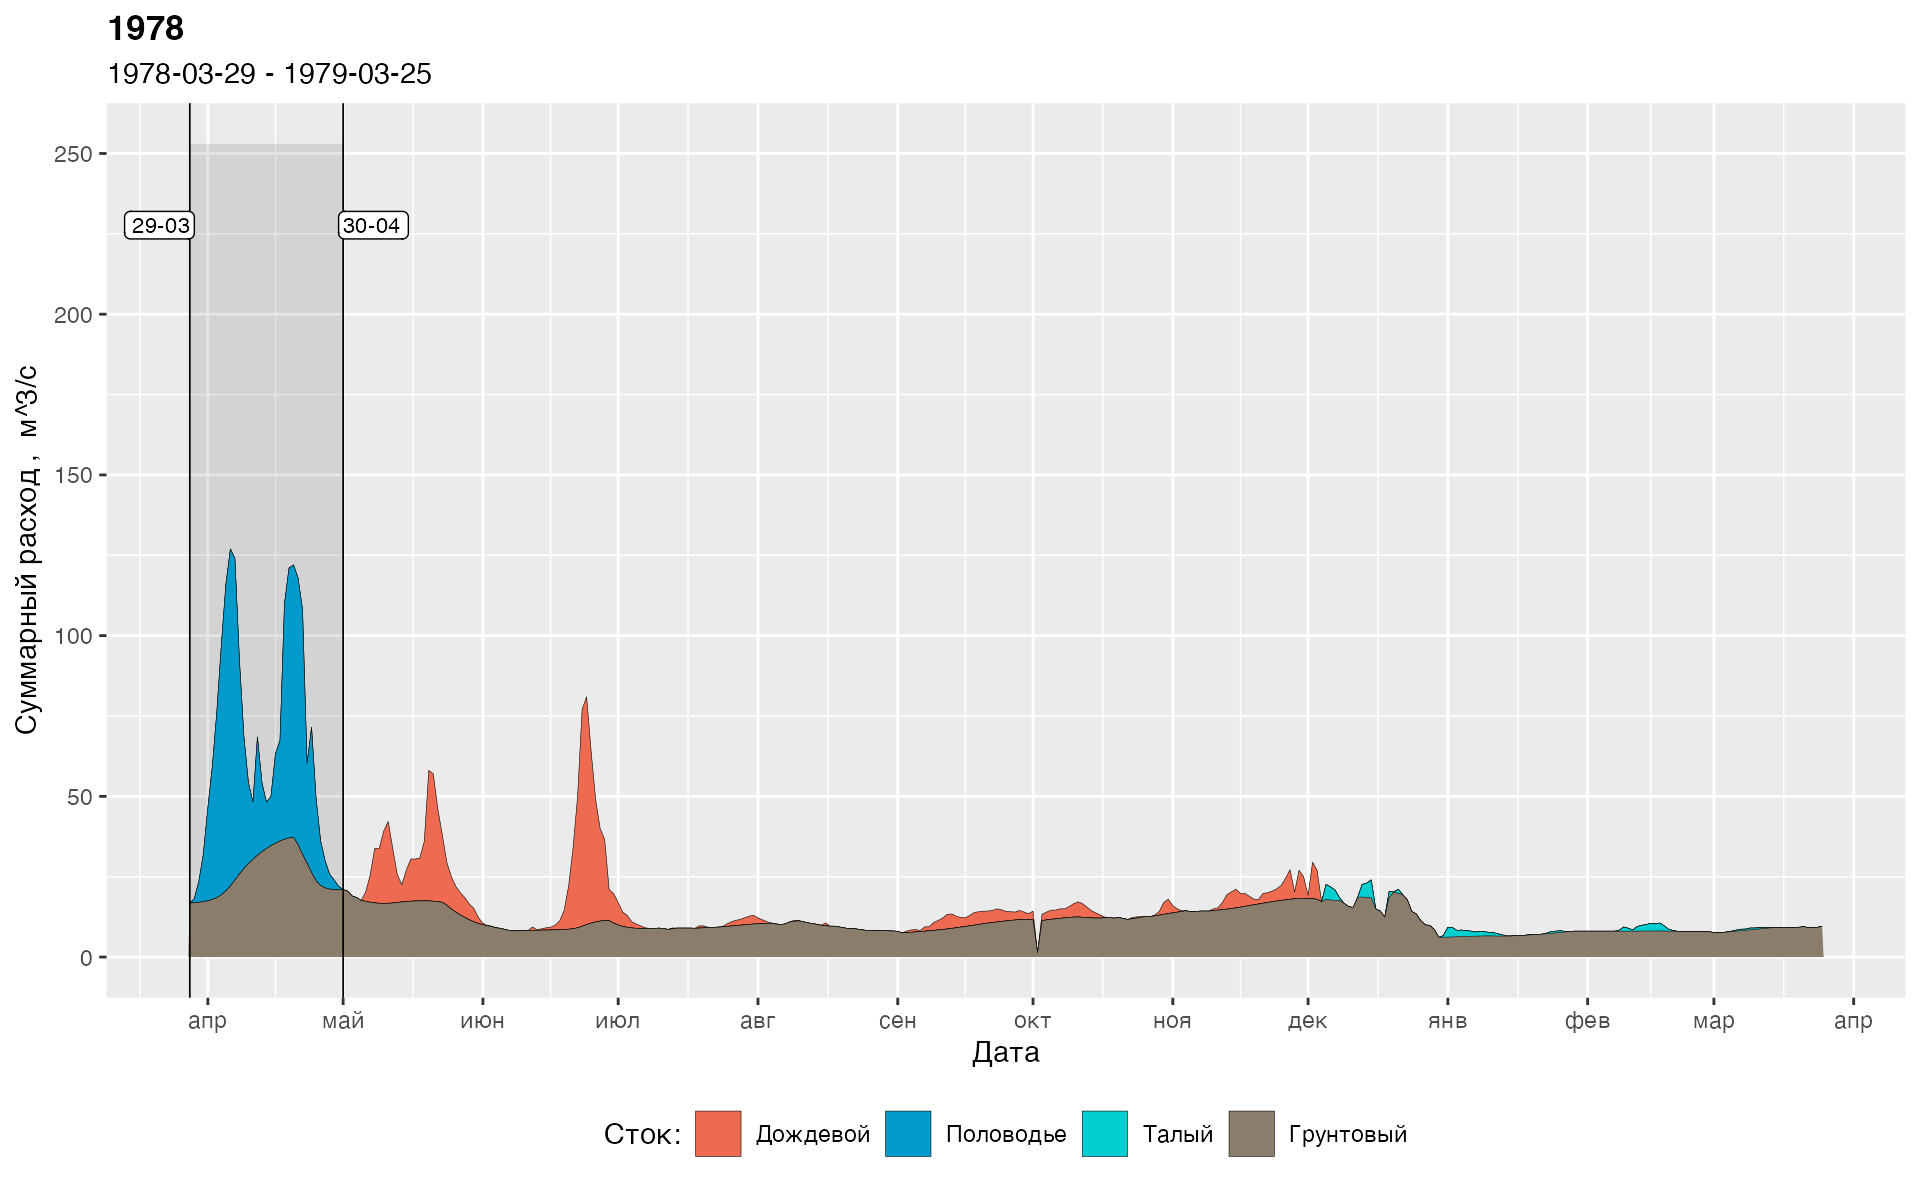 1978
1978-03-29 - 1979-03-25
Суммарный расход ,  м^3/с
250
200
150
100
50
0
29-03
30-04
апр май июн июл авг сен окт ноя дек янв фев мар апр
Дата
Сток: Дождевой Половодье Талый Грунтовый